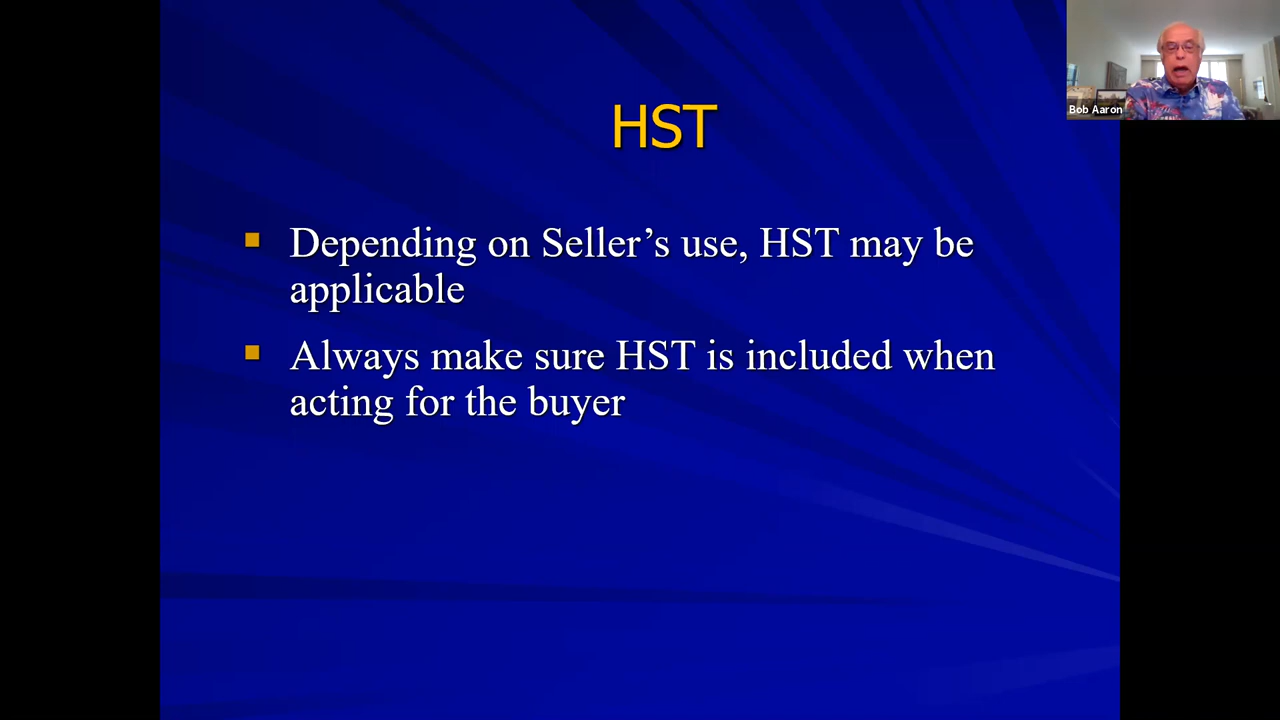 HST
Depending on Seller’s use, HST may be
applicable
Always make sure HST is included when
acting for the buyer
Bob Aaron